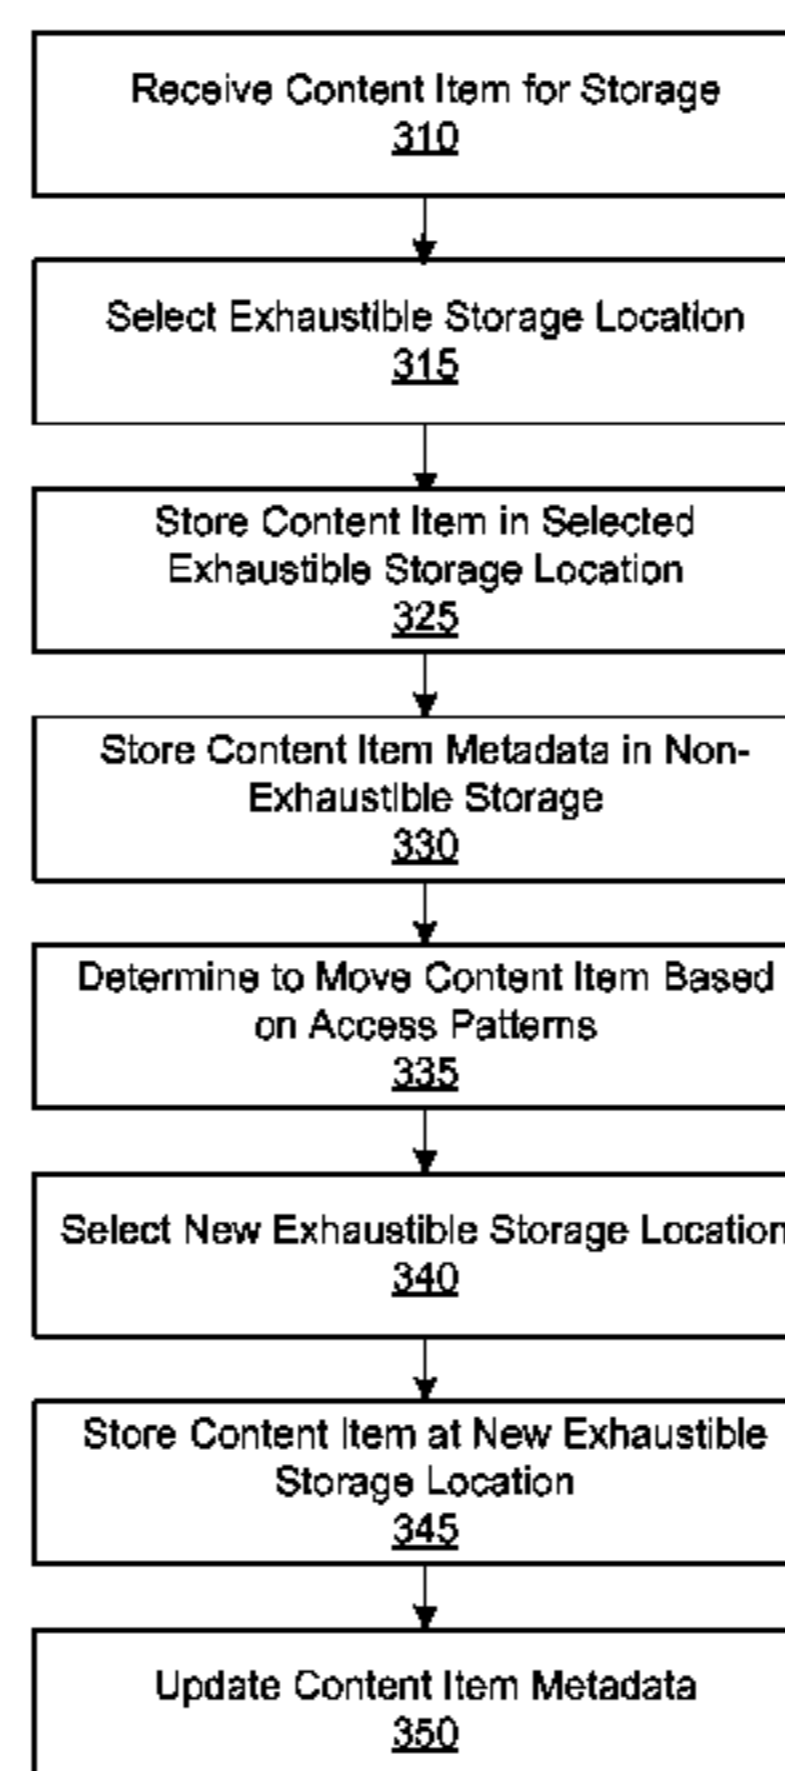 Receive Content Item for Storage
310
Select Exhaustible Storage Location
315
Store Content Item in Selected
Exhaustible Storage Location
325
Store Content Item Metadata in Non-
Exhaustible Storage
330
Determine to Move Content Item Based
on Access Patterns
335
Select New Exhaustible Storage Location
340
Store Content Item at New Exhaustible
Storage Location
345
Update Content Item Metadata
350